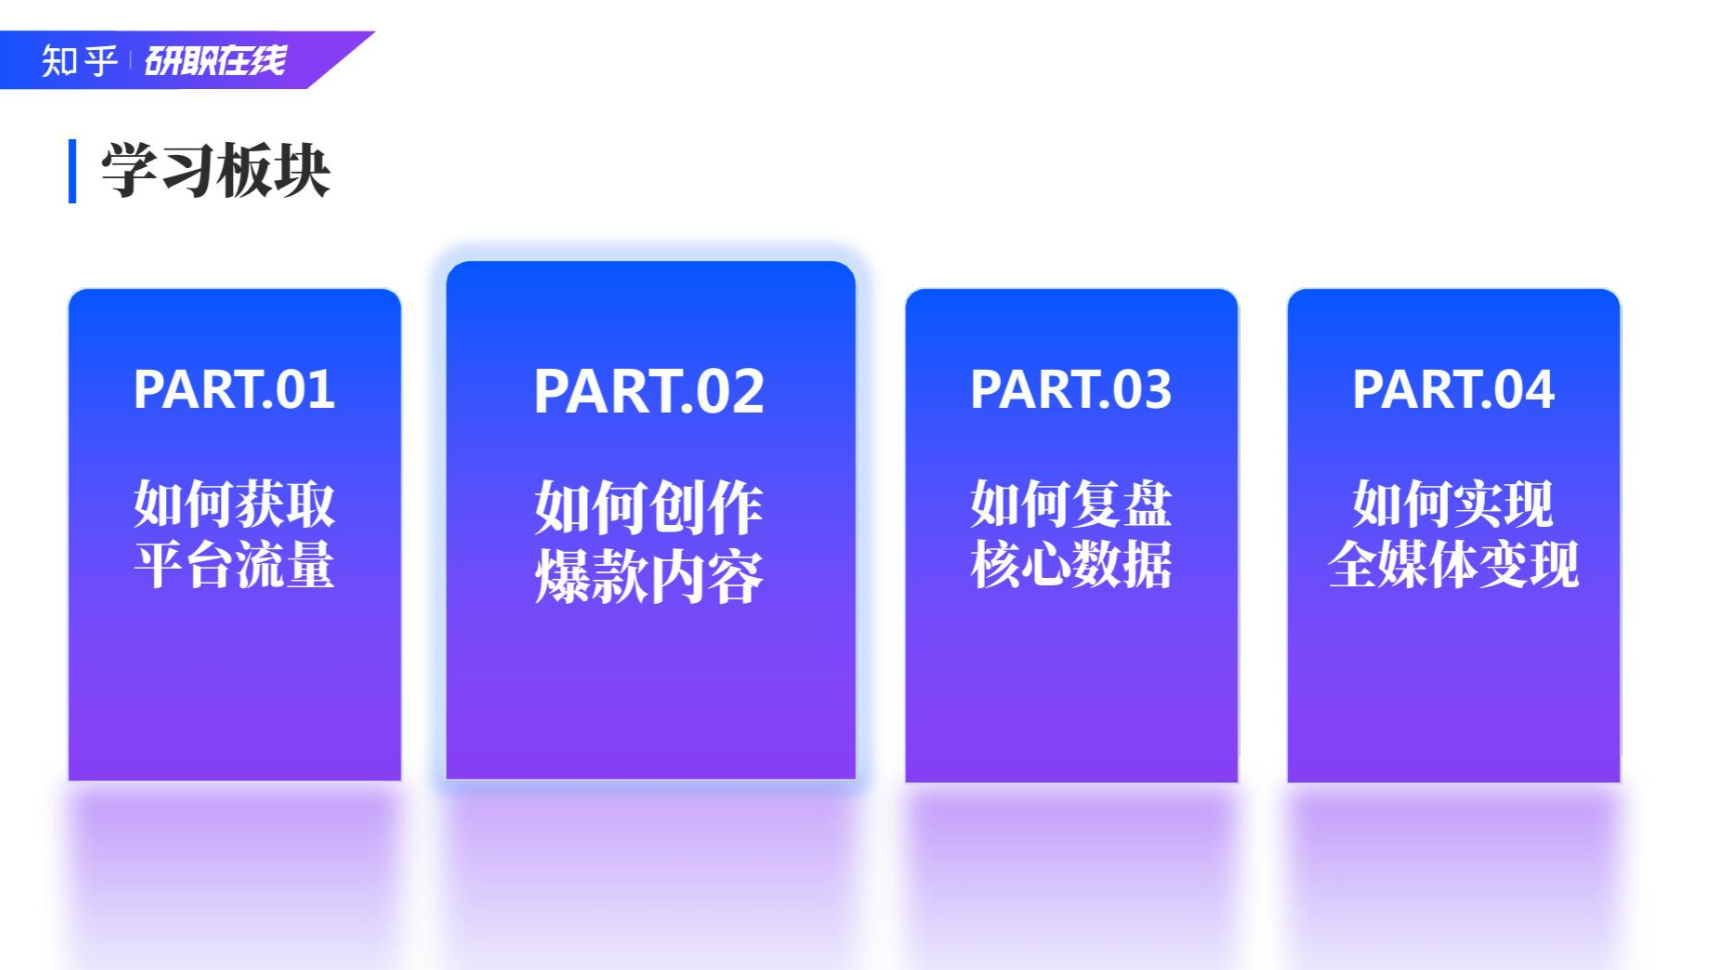 知乎 研职在线
学习板块
PART.01
如何获取
平台流量
PART.02
如何创作
爆款内容
PART.03
如何复盘
核心数据
PART.04
如何实现
全媒体变现